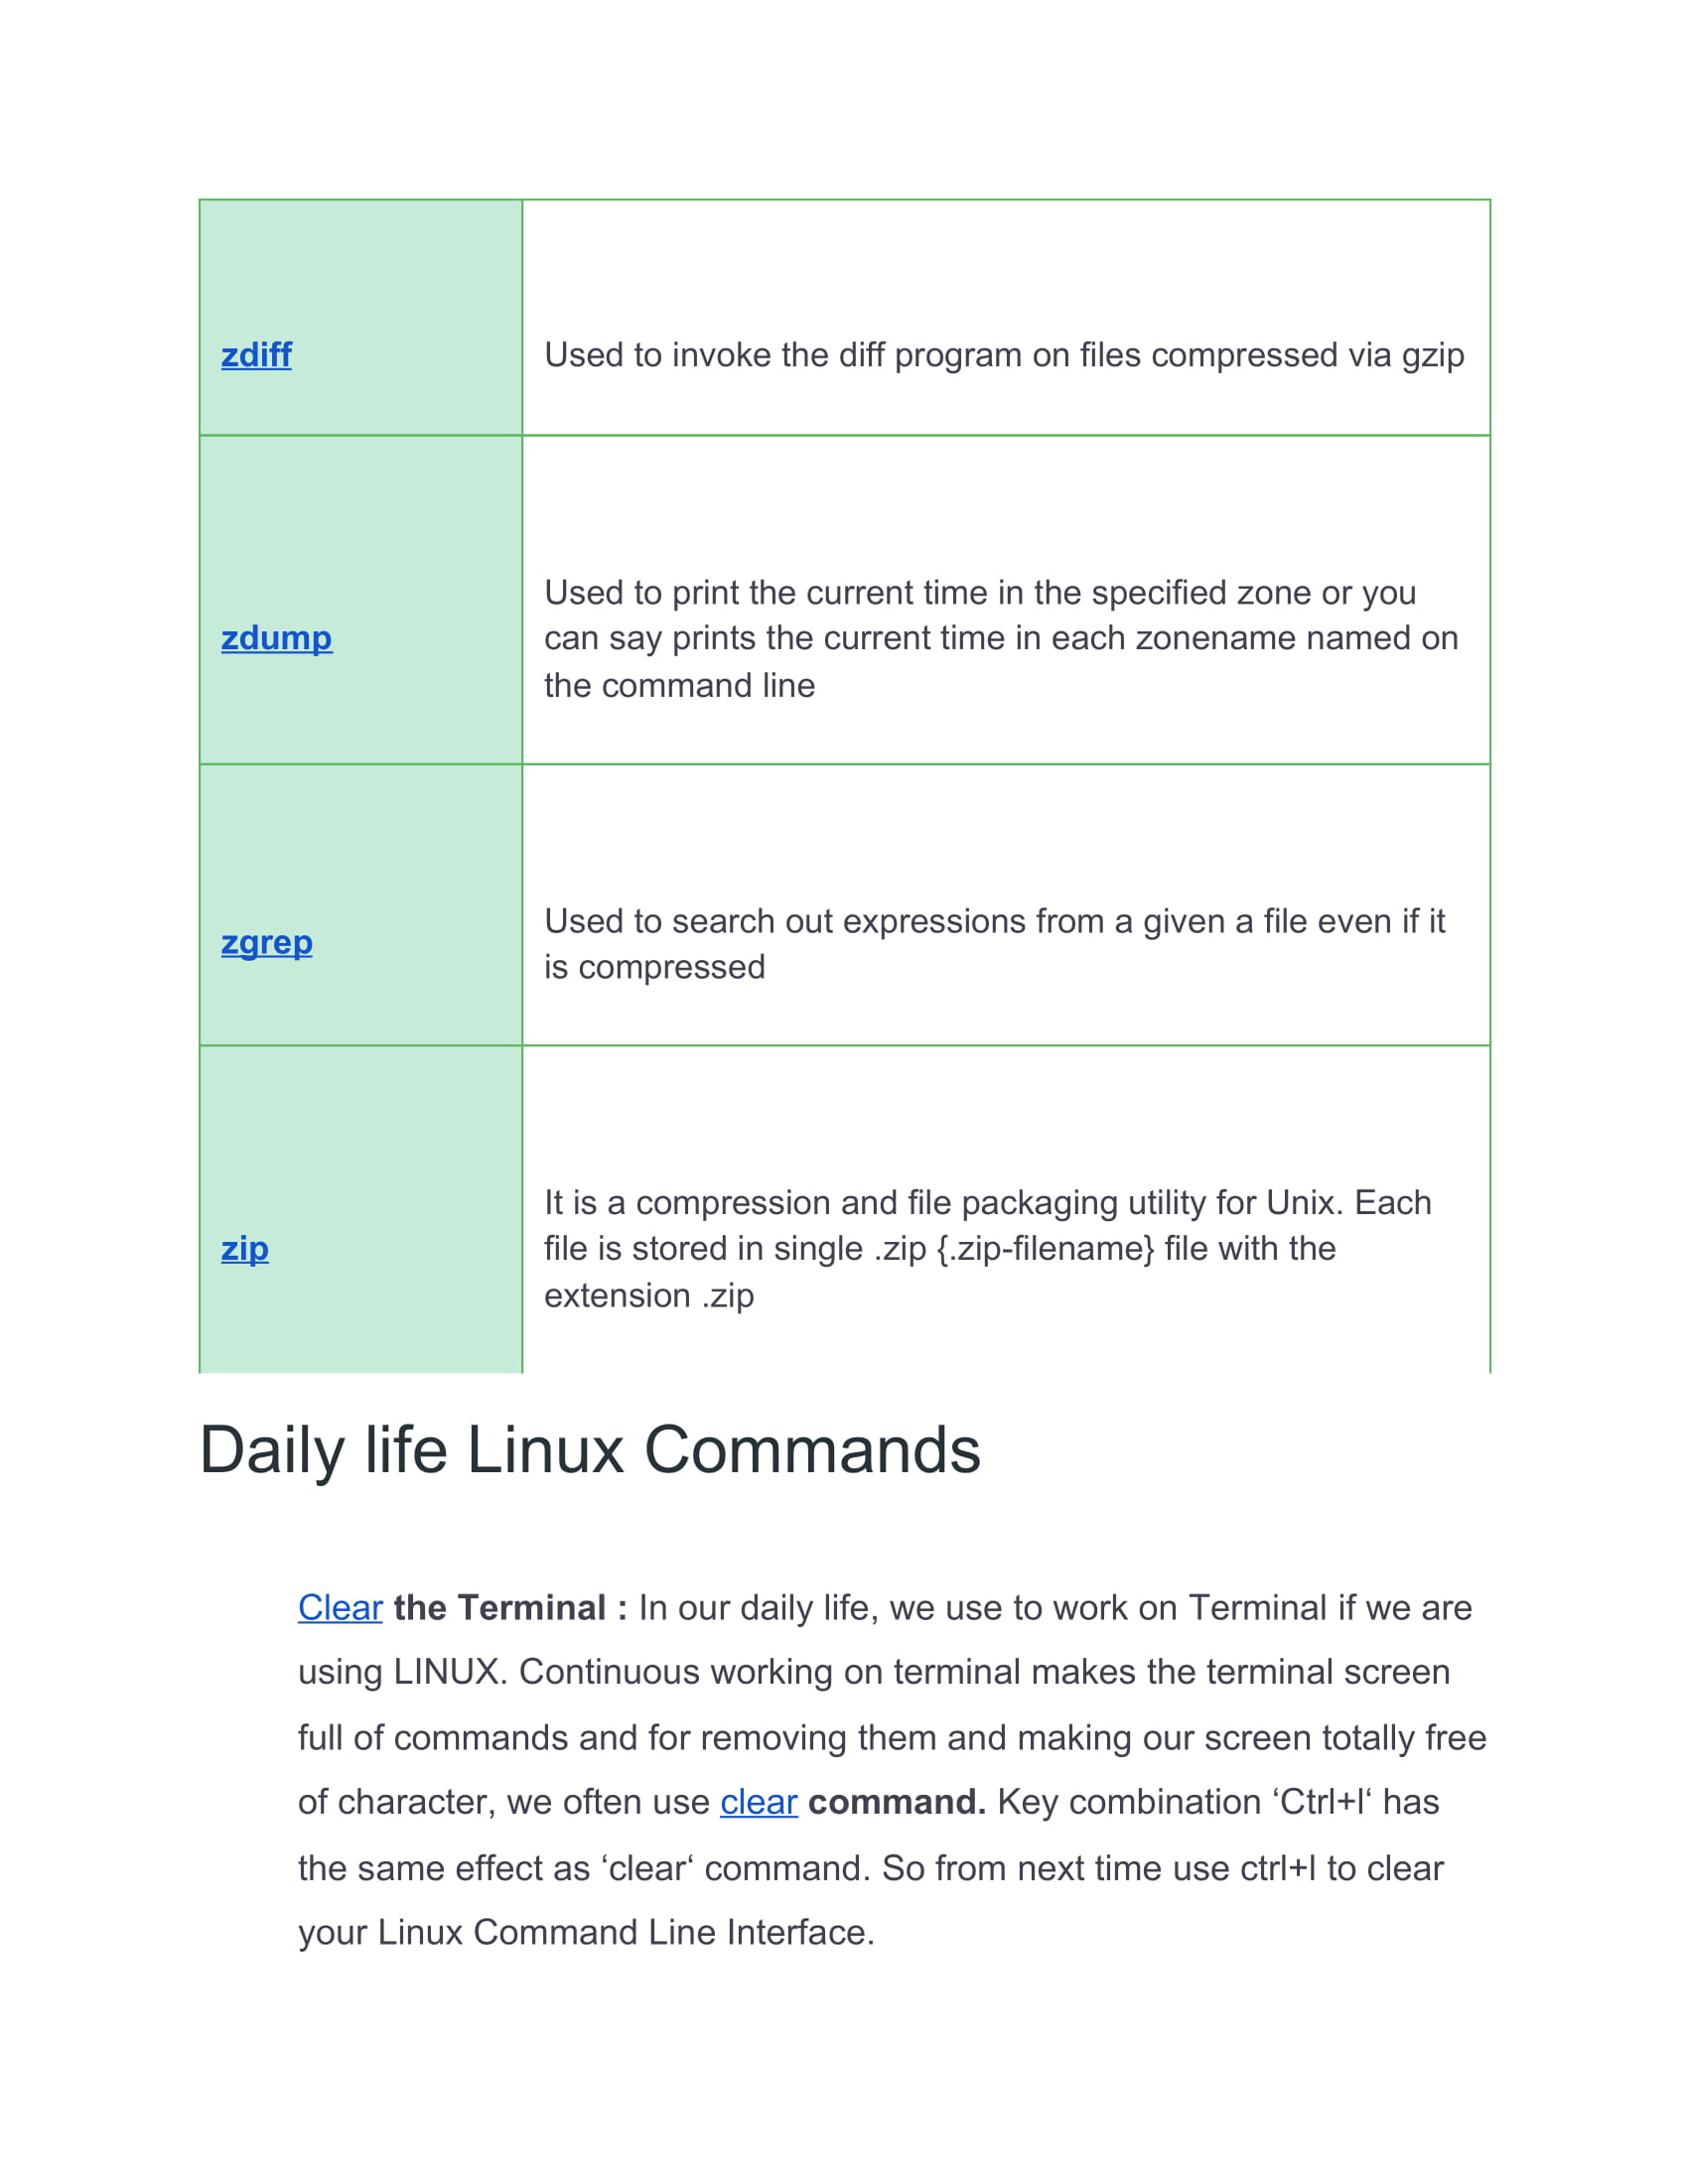 zdiff
Used to invoke the diff program on files compressed via gzip
zdump
Used to print the current time in the specified zone or you
can say prints the current time in each zonename named on
the command line
zgrep
Used to search out expressions from a given a file even if it
is compressed
zip
It is a compression and file packaging utility for Unix. Each
file is stored in single .zip {.zip-filename} file with the
extension .zip
Daily life Linux Commands
Clear the Terminal : In our daily life, we use to work on Terminal if we are
using LINUX. Continuous working on terminal makes the terminal screen
full of commands and for removing them and making our screen totally free
of character, we often use clear command. Key combination ‘Ctrl+l‘ has
the same effect as ‘clear‘ command. So from next time use ctrl+l to clear
your Linux Command Line Interface.